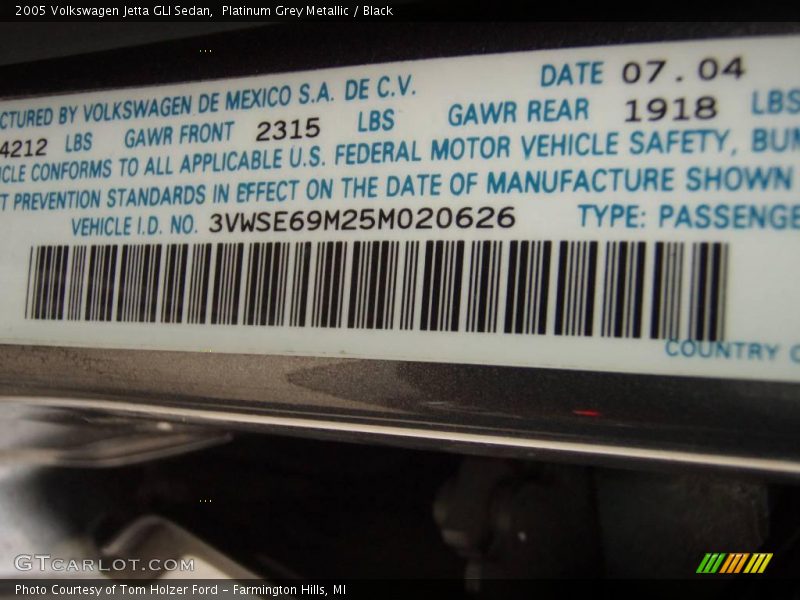 2005 Volkswagen Jetta GLI Sedan,  Platinum Grey Metallic / Black
CTURED BY VOLKSWAGEN DE MEXICO S.A. DE C.V. DATE 07.04
4212 LBS GAWR FRONT 2315 LBS GAWR REAR 1918 LBS
ICLE CONFORMS TO ALL APPLICABLE U.S. FEDERAL MOTOR VEHICLE SAFETY, BUM
T PREVENTION STANDARDS IN EFFECT ON THE DATE OF MANUFACTURE SHOWN
VEHICLE I.D. NO. 3VWSE69M25M020626 TYPE: PASSENGE
COUNTRY O
GTCARLOT.COM
Photo Courtesy of Tom Holzer Ford - Farmington Hills, MI